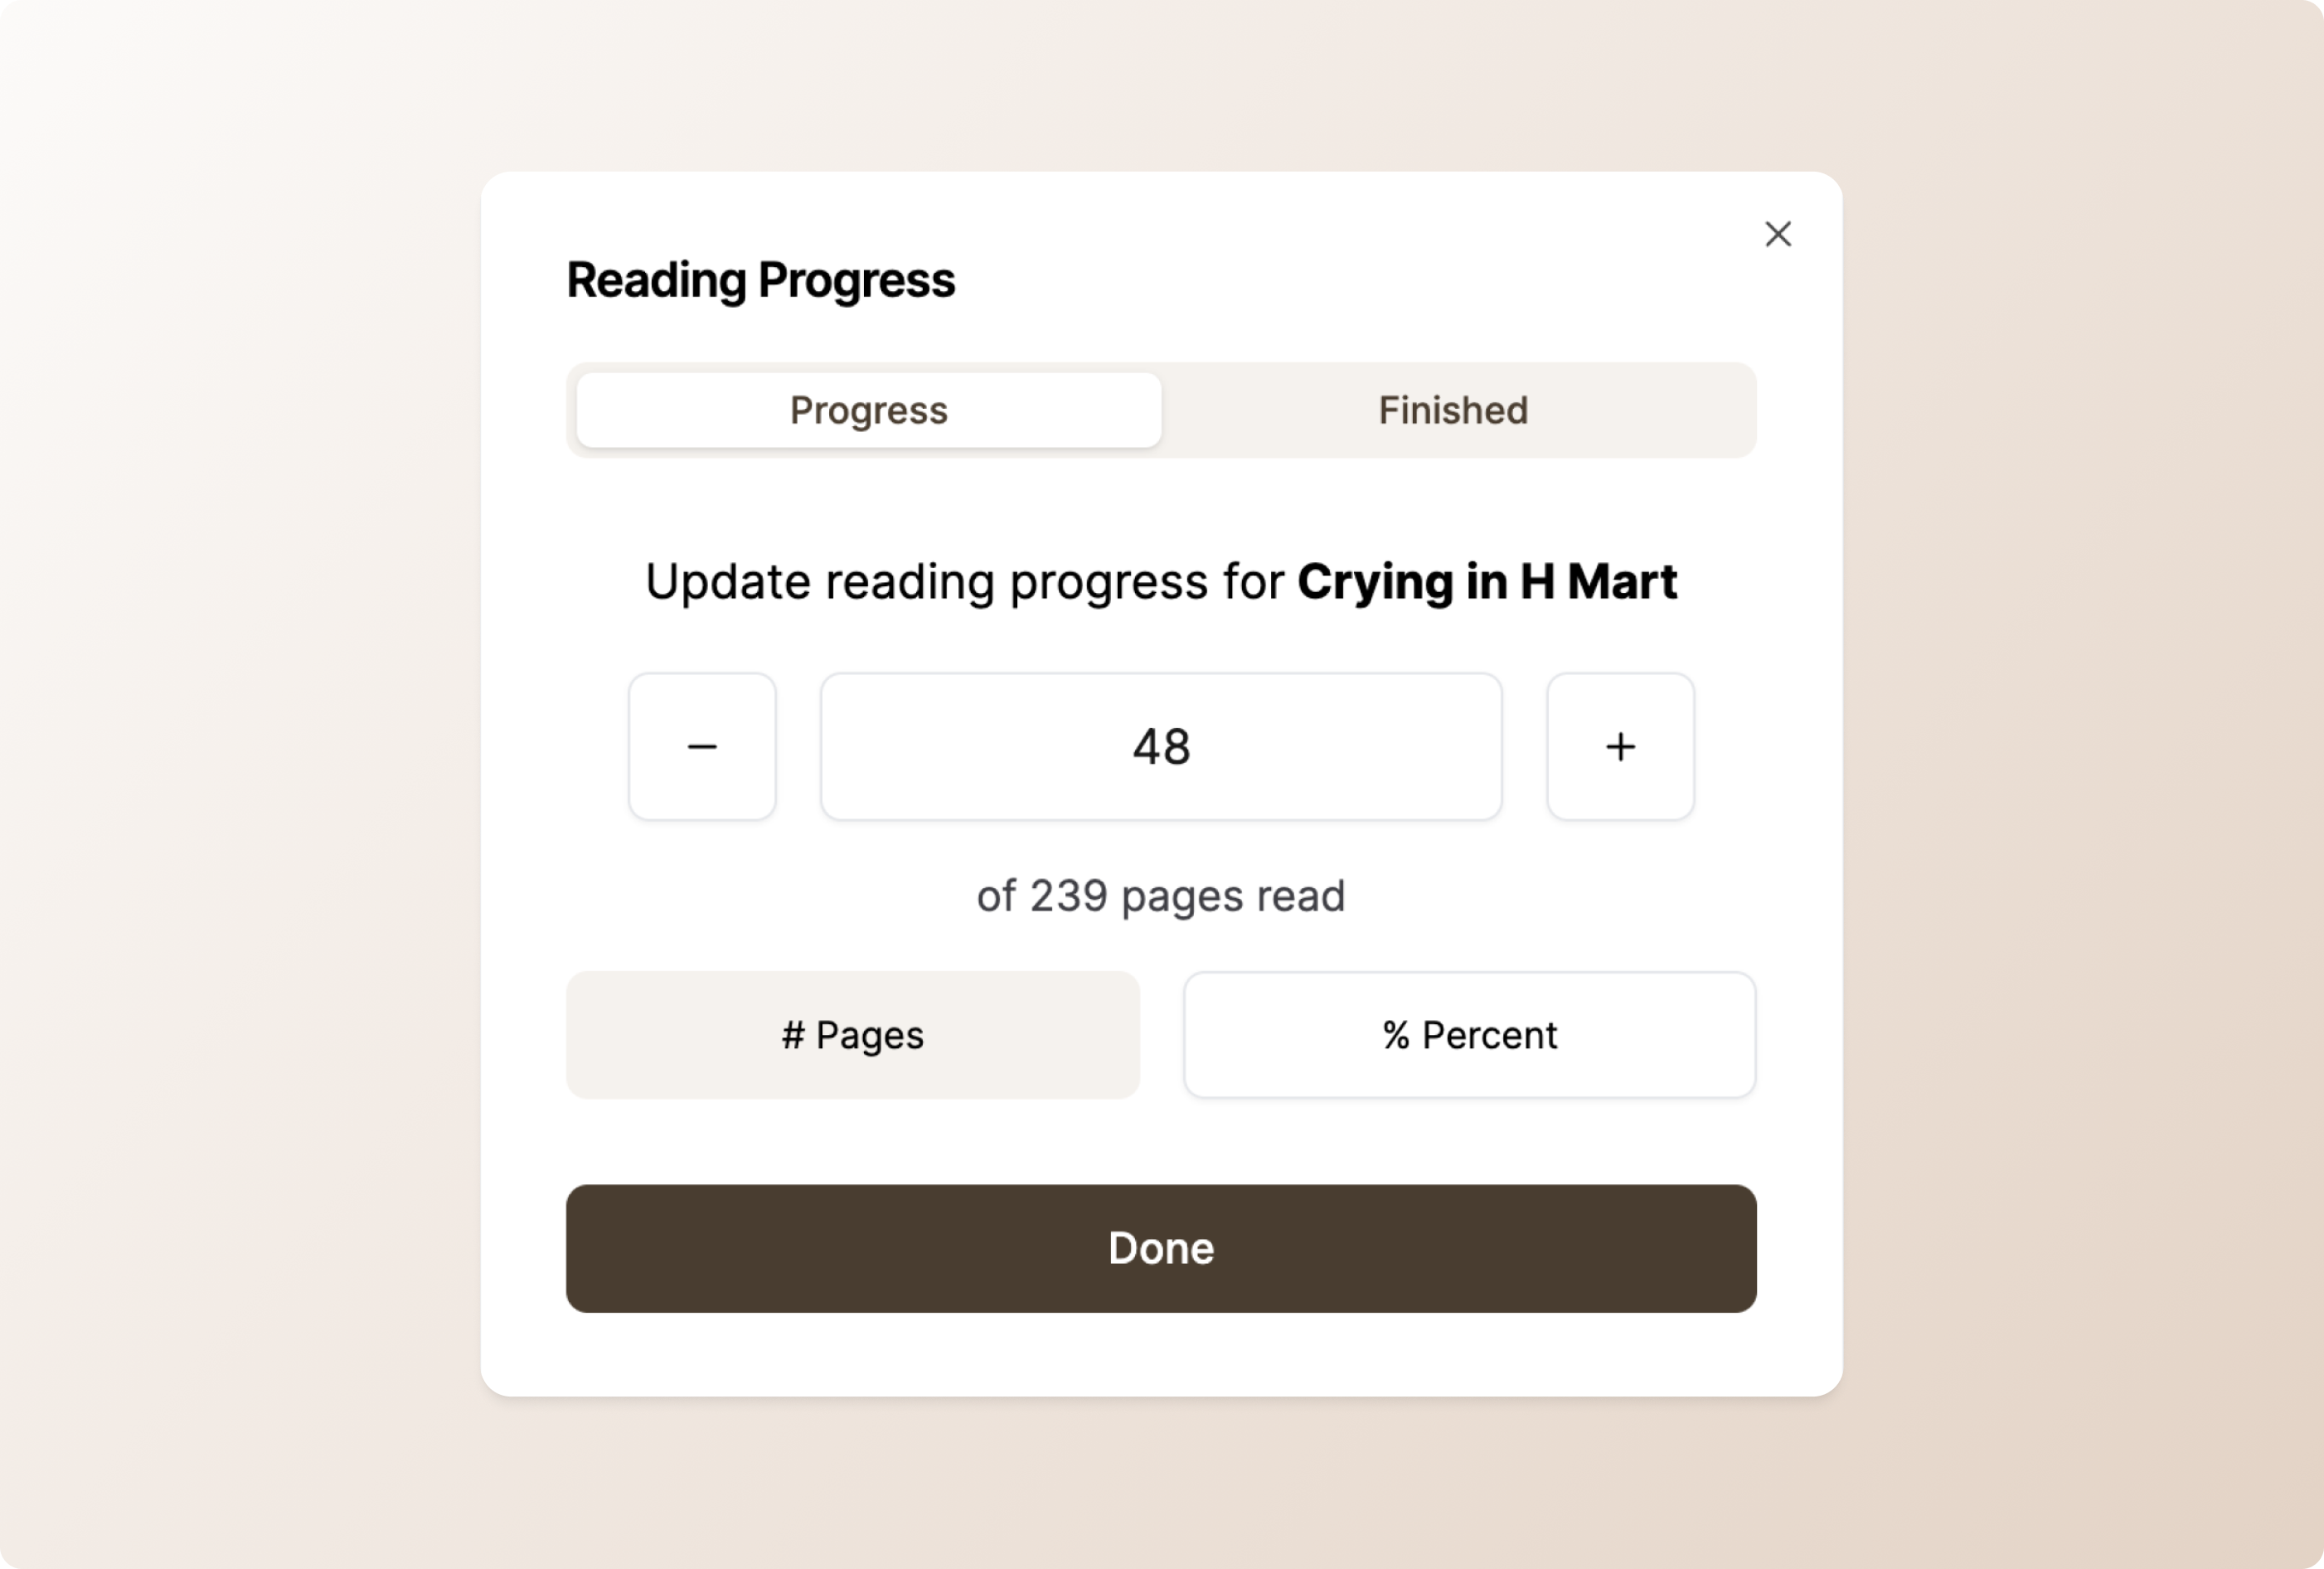 Reading Progress
Progress
Finished
Update reading progress for Crying in H Mart
48
of 239 pages read
# Pages
% Percent
Done